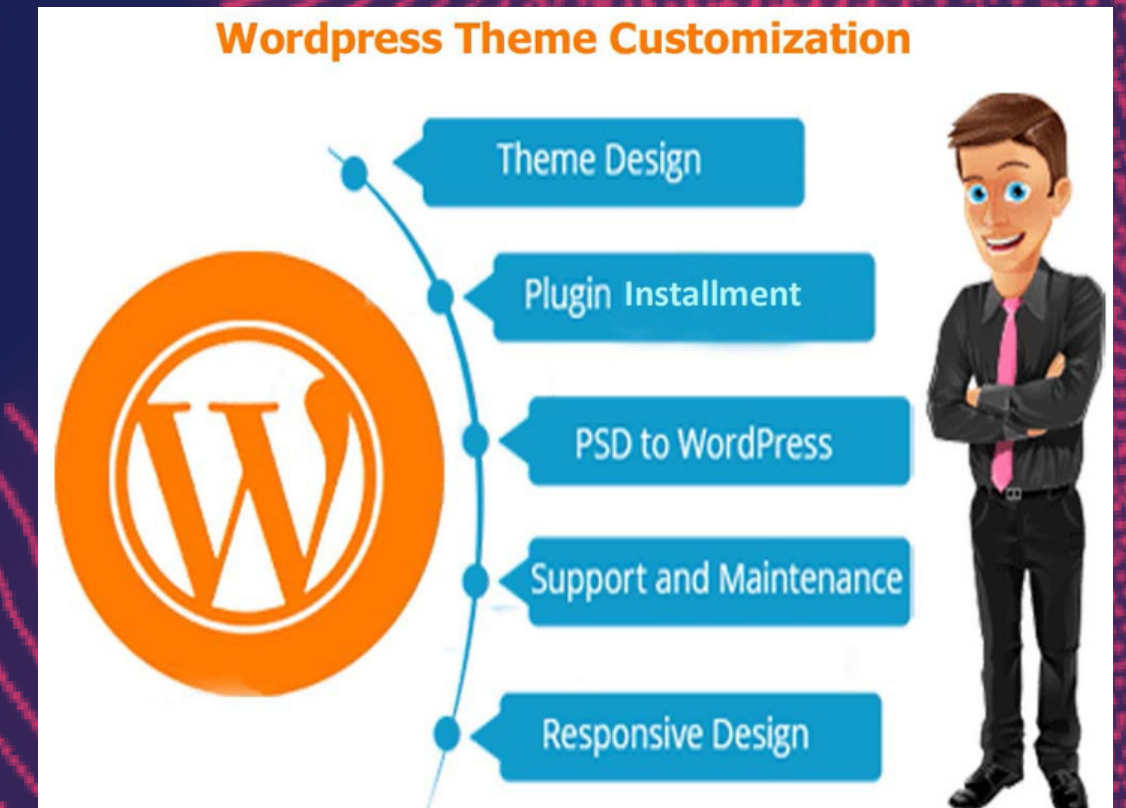 Wordpress Theme Customization
Theme Design
Plugin Installment
PSD to WordPress
Support and Maintenance
Responsive Design